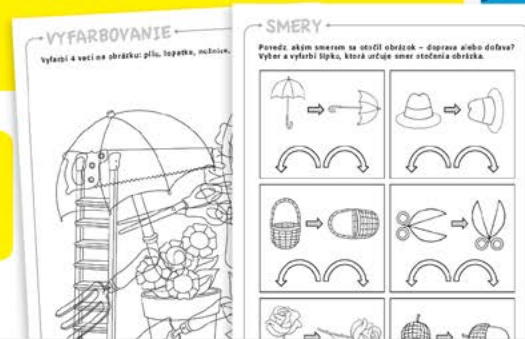 VYFARBOVANIE
Vyfarbi 4 veci na obrázku: pílu, lopatku, nožnice,
SMERY
Povedz, akým smerom sa otočil obrázok – doprava alebo doľava?
Vyber a vyfarbi šípku, ktorá určuje smer otočenia obrázka.